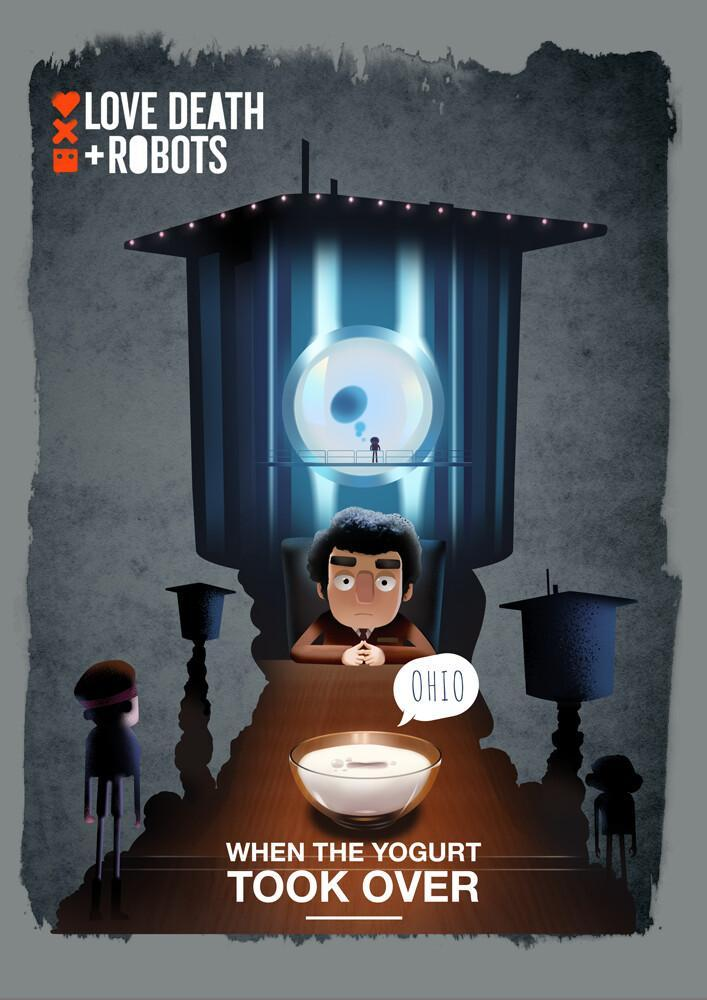 LOVE DEATH
+ROBOTS
OHIO
WHEN THE YOGURT
TOOK OVER